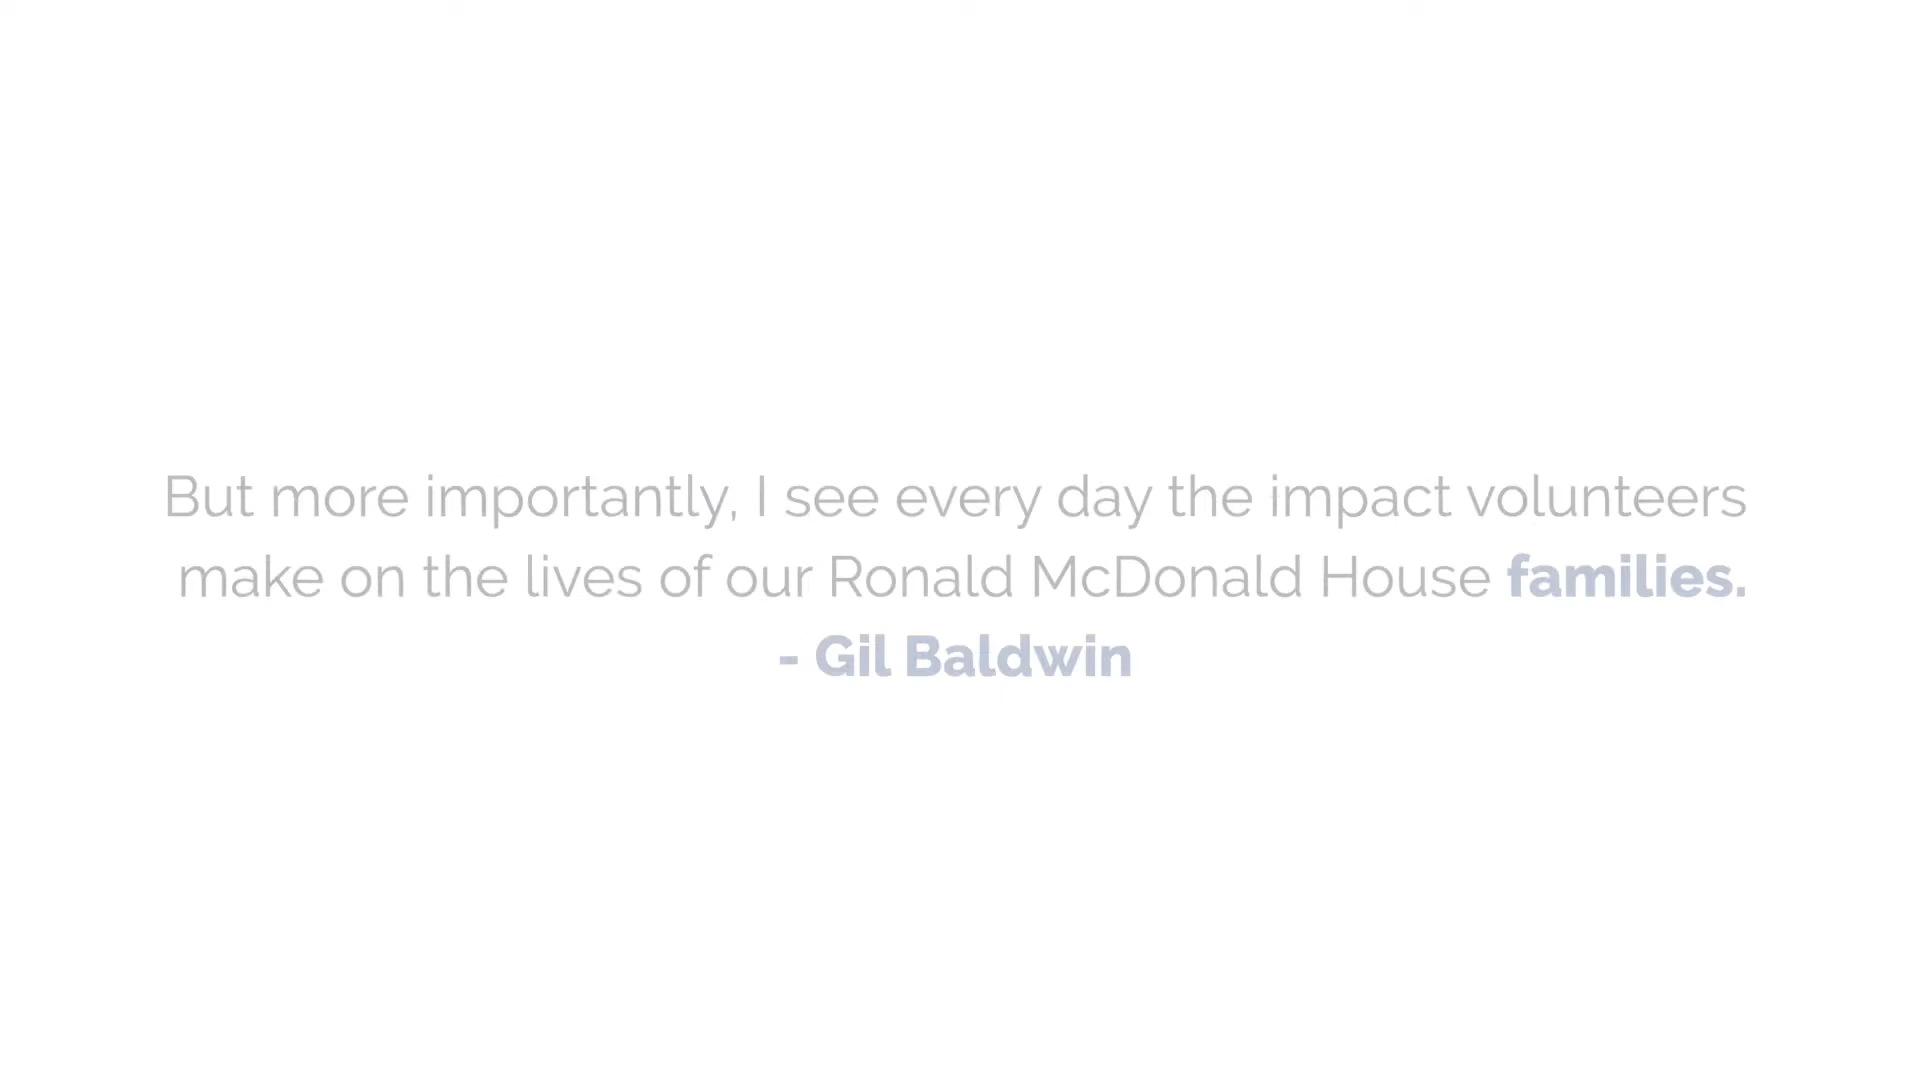 But more importantly, I see every day the impact volunteers
make on the lives of our Ronald McDonald House families.
- Gil Baldwin